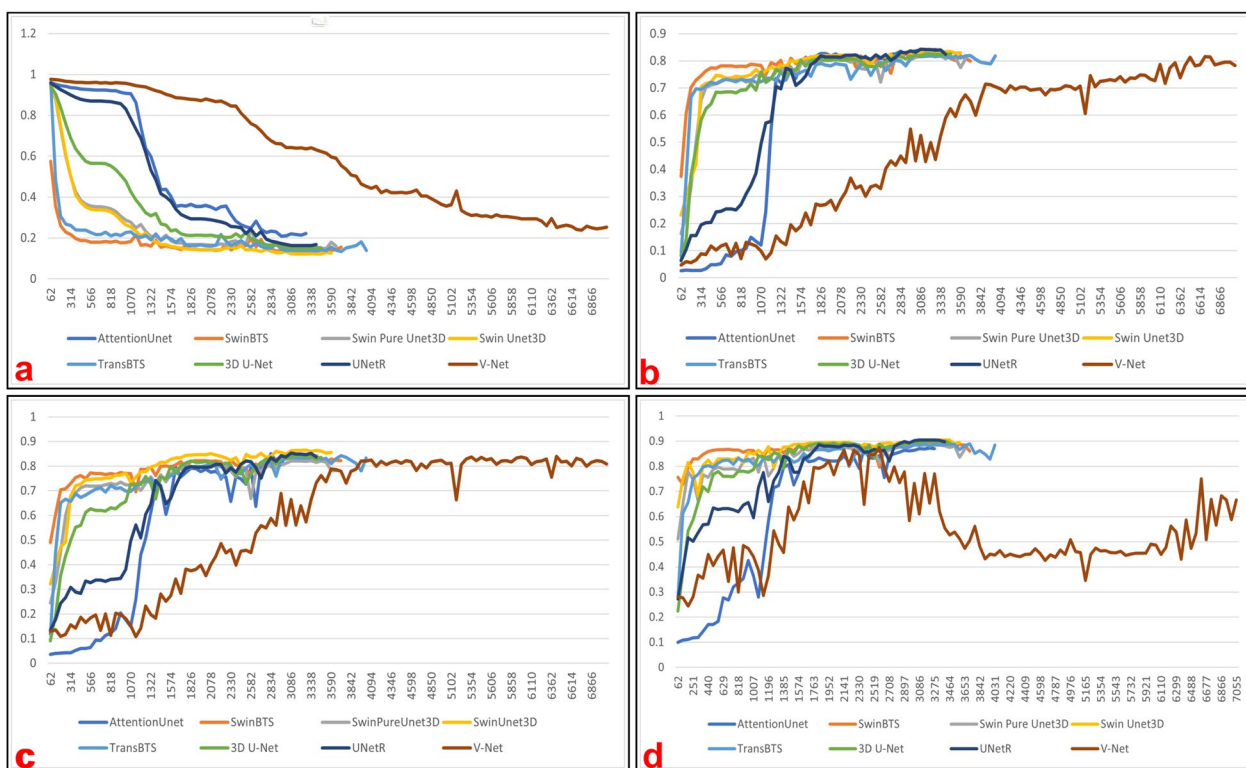 1.2
1
0.8
0.6
0.4
0.2
0
62 314 566 818 1070 1322 1574 1826 2078 2330 2582 2834 3086 3338 3590 3842 4094 4346 4598 4850 5102 5354 5606 5858 6110 6362 6614 6866
AttentionUnet SwinBTS Swin Pure Unet3D Swin Unet3D
TransBTS 3D U-Net UNetR V-Net
a
0.9
0.8
0.7
0.6
0.5
0.4
0.3
0.2
0.1
0
62 314 566 818 1070 1322 1574 1826 2078 2330 2582 2834 3086 3338 3590 3842 4094 4346 4598 4850 5102 5354 5606 5858 6110 6362 6614 6866
AttentionUnet SwinBTS Swin Pure Unet3D Swin Unet3D
TransBTS 3D U-Net UNetR V-Net
b
1
0.9
0.8
0.7
0.6
0.5
0.4
0.3
0.2
0.1
0
62 314 566 818 1070 1322 1574 1826 2078 2330 2582 2834 3086 3338 3590 3842 4094 4346 4598 4850 5102 5354 5606 5858 6110 6362 6614 6866
AttentionUnet SwinBTS SwinPureUnet3D SwinUnet3D
TransBTS 3D U-Net UNetR V-Net
c
1
0.9
0.8
0.7
0.6
0.5
0.4
0.3
0.2
0.1
0
62 251 440 629 818 1007 1196 1385 1574 1763 1952 2141 2330 2519 2708 2897 3275 3086 3464 3653 3842 4031 4220 4409 4598 4787 4976 5165 5354 5543 5732 5921 6110 6299 6488 6677 6866 7055
AttentionUnet SwinBTS Swin Pure Unet3D Swin Unet3D
TransBTS 3D U-Net UNetR V-Net
d